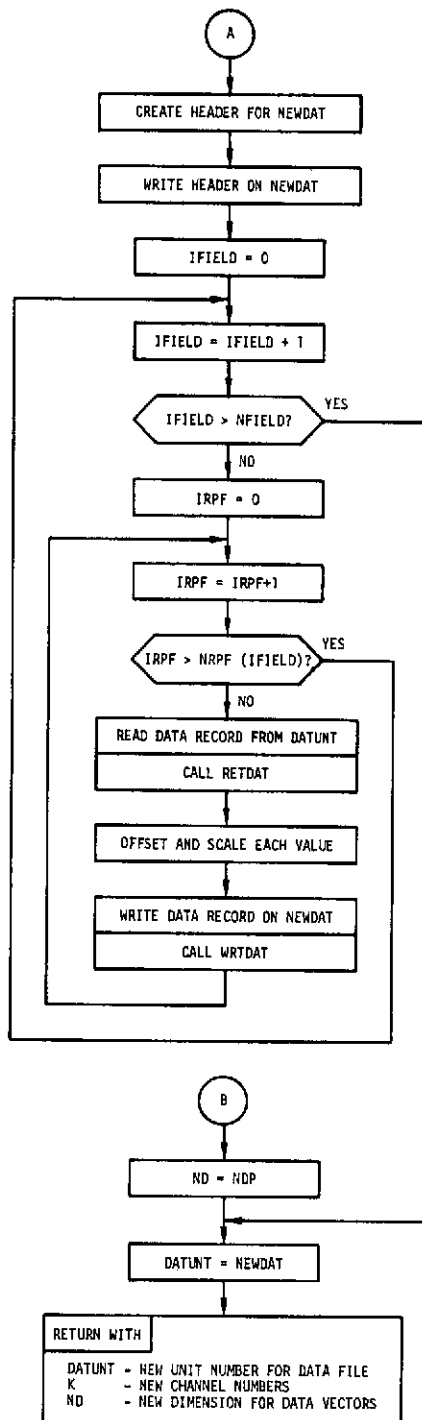 A
CREATE HEADER FOR NEWDAT
WRITE HEADER ON NEWDAT
IFIELD = 0
IFIELD = IFIELD + 1
IFIELD > NFIELD?
YES
NO
IRPF = 0
IRPF = IRPF+1
IRPF > NRPF (IFIELD)?
YES
NO
READ DATA RECORD FROM DATUNT
CALL RETDAT
OFFSET AND SCALE EACH VALUE
WRITE DATA RECORD ON NEWDAT
CALL WRTDAT
B
ND = NDP
DATUNT = NEWDAT
RETURN WITH
DATUNT - NEW UNIT NUMBER FOR DATA FILE
K - NEW CHANNEL NUMBERS
ND - NEW DIMENSION FOR DATA VECTORS